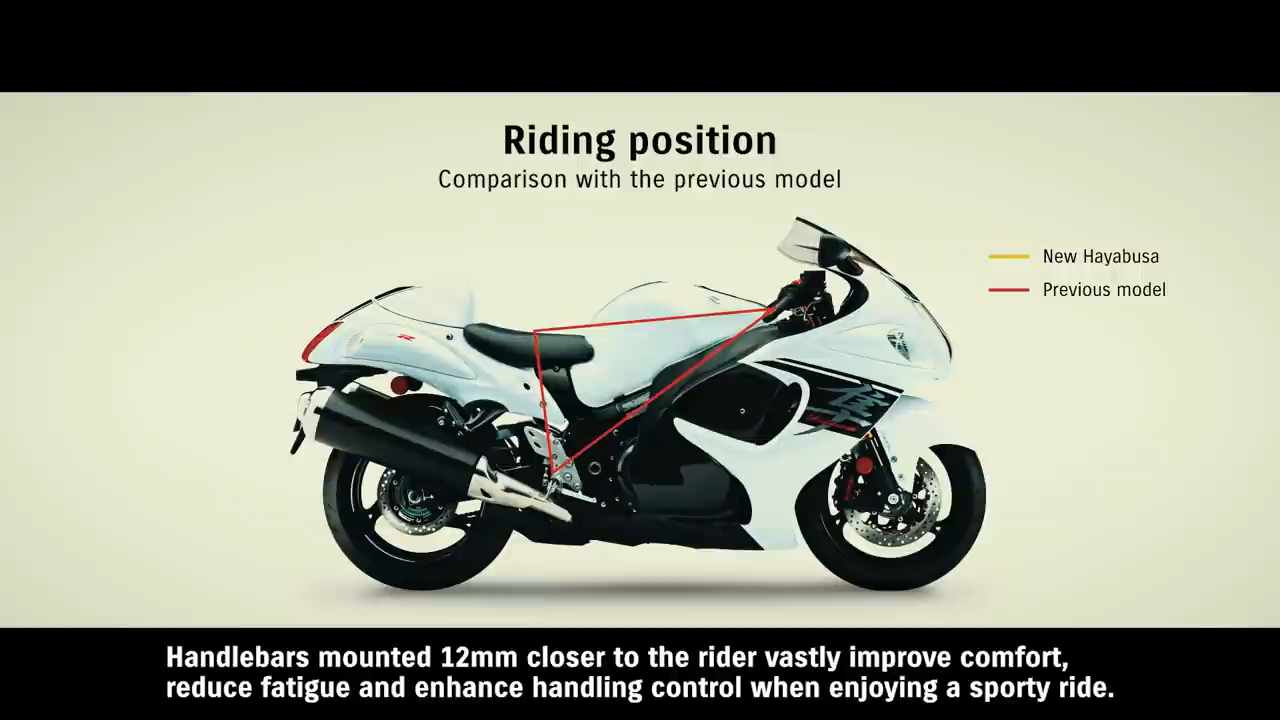 Riding position
Comparison with the previous model
New Hayabusa
Previous model
R
Handlebars mounted 12mm closer to the rider vastly improve comfort,
reduce fatigue and enhance handling control when enjoying a sporty ride.